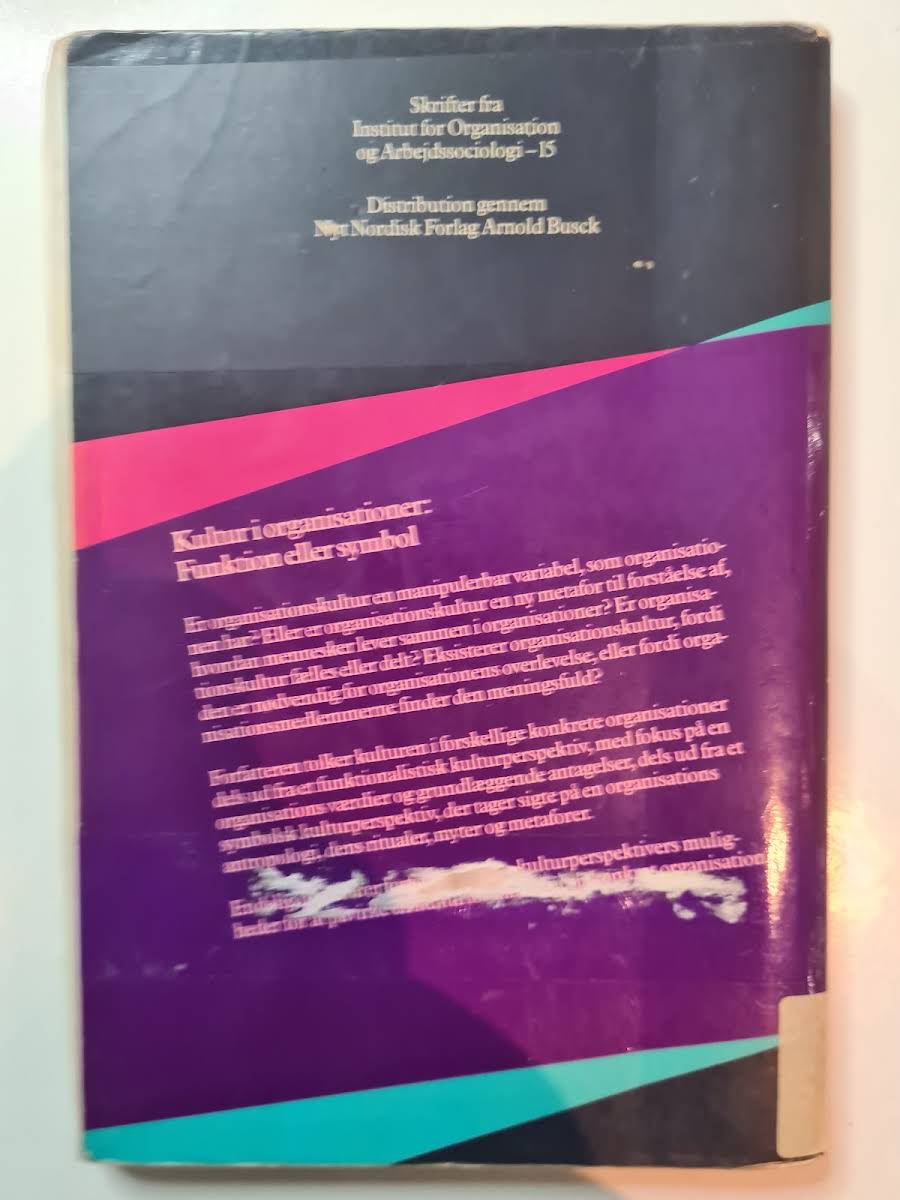 Skrifter fra
Institut for Organisation
og Arbejdssociologi – 15
Distribution gennem
Nyt Nordisk Forlag Arnold Busck
Kultur i organisationer:
Funktion eller symbol
Er organisationskultur en manipulerbar variabel, som organisatio-
nen har? Eller er organisationskultur en ny metafor til forståelse af,
hvordan mennesker lever sammen i organisationer? Er organisa-
tionskultur fælles eller delt? Eksisterer organisationskultur, fordi
den er nødvendig for organisationens overlevelse, eller fordi orga-
nisationsmedlemmerne finder den meningsfuld?
Forfatteren tolker kulturen i forskellige konkrete organisationer
dels ud fra et funktionalistisk kulturperspektiv, med fokus på en
organisations værdier og grundlæggende antagelser, dels ud fra et
symbolsk kulturperspektiv, der tager sigte på en organisations
antropologi, dens ritualer, myter og metaforer.
kulturperspektivers mulig-
heder for at organisation